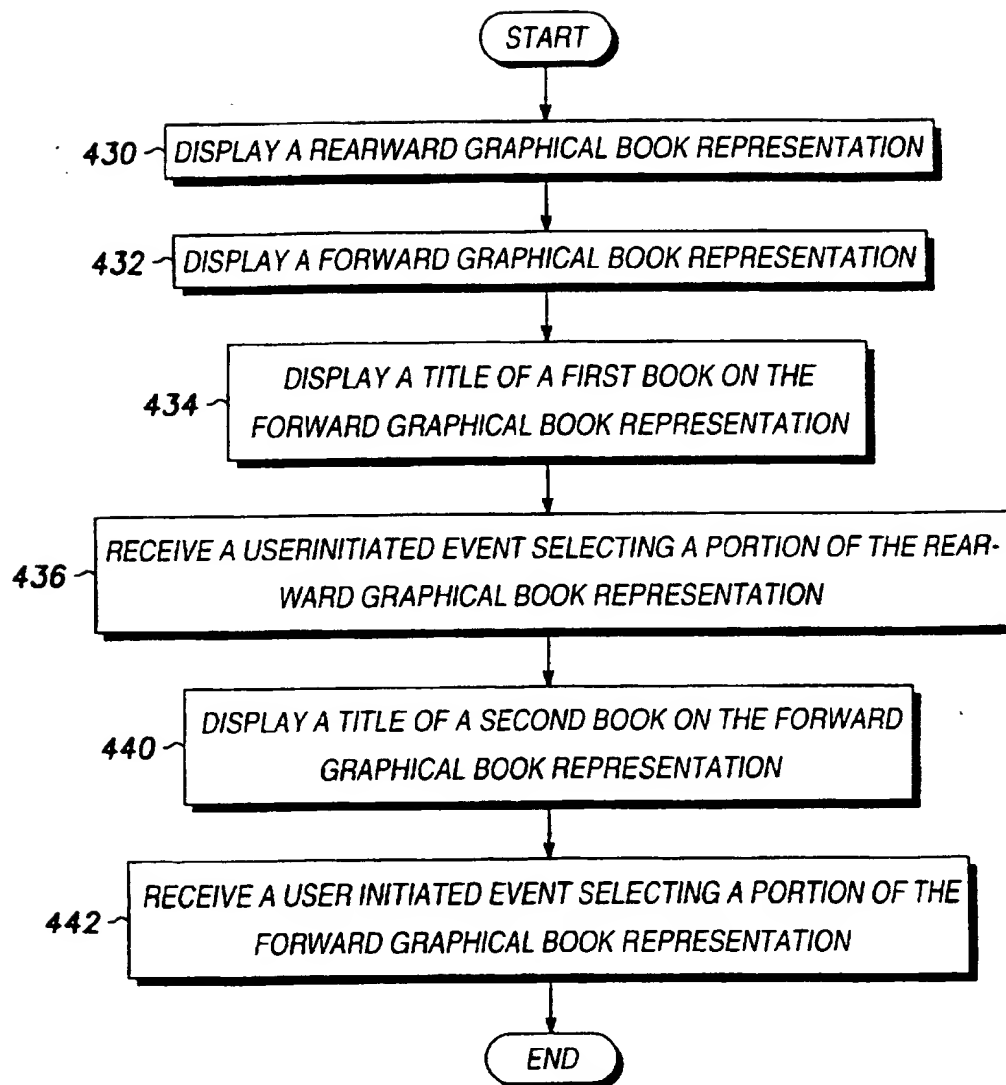 START
430 DISPLAY A REARWARD GRAPHICAL BOOK REPRESENTATION
432 DISPLAY A FORWARD GRAPHICAL BOOK REPRESENTATION
DISPLAY A TITLE OF A FIRST BOOK ON THE
434
FORWARD GRAPHICAL BOOK REPRESENTATION
RECEIVE A USERINITIATED EVENT SELECTING A PORTION OF THE REAR-
436
WARD GRAPHICAL BOOK REPRESENTATION
DISPLAY A TITLE OF A SECOND BOOK ON THE FORWARD
440
GRAPHICAL BOOK REPRESENTATION
RECEIVE A USER INITIATED EVENT SELECTING A PORTION OF THE
442
FORWARD GRAPHICAL BOOK REPRESENTATION
END